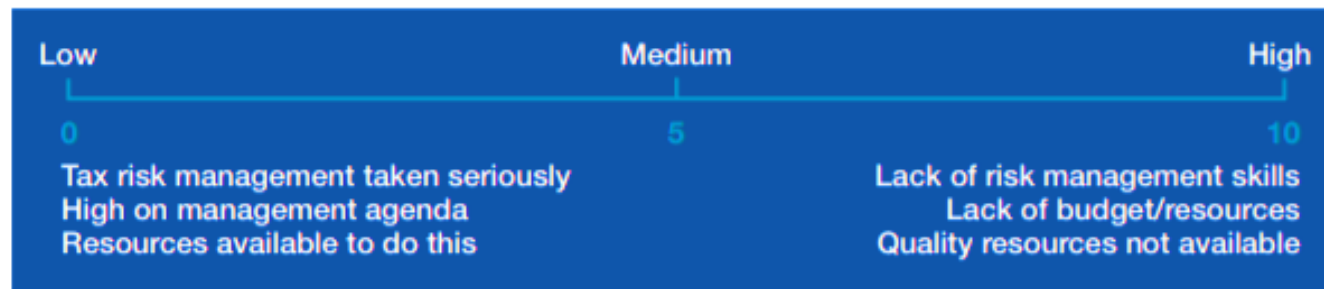 Low Medium High
0 5 10
Tax risk management taken seriously Lack of risk management skills
High on management agenda Lack of budget/resources
Resources available to do this Quality resources not available